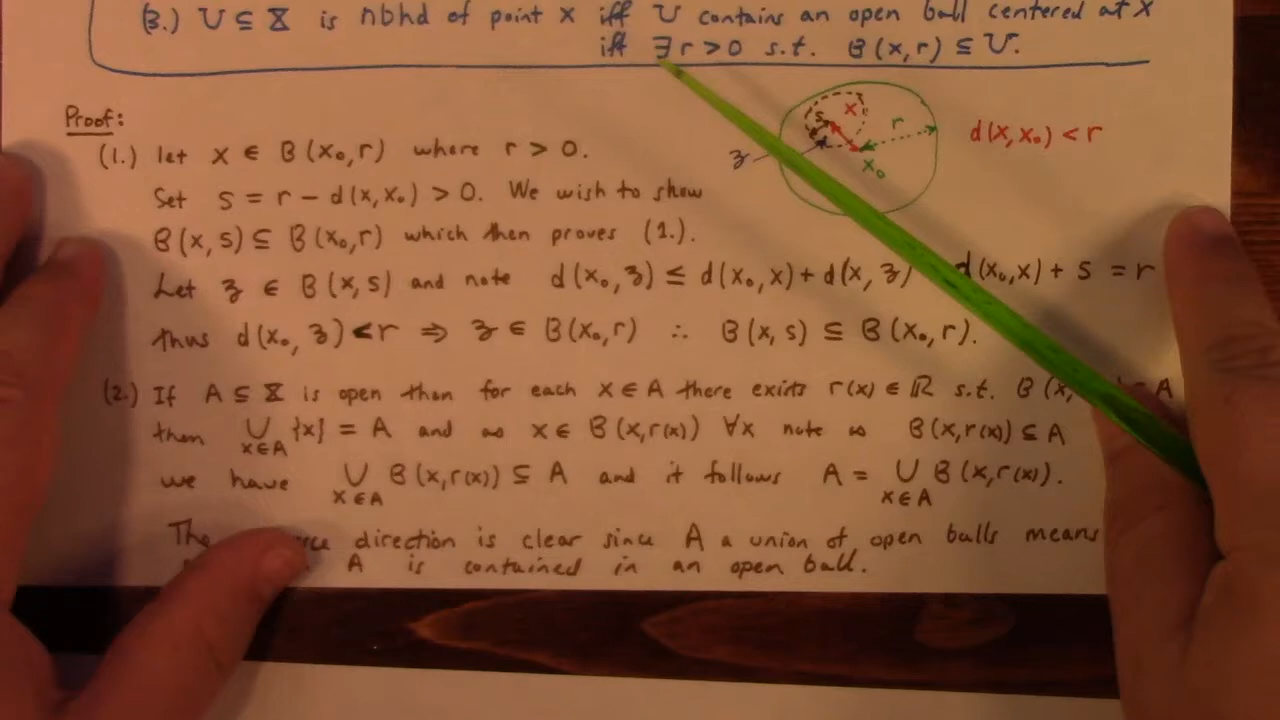 (3.) U ⊆ X is nbhd of point x iff U contains an open ball centered at x
iff ∃ r > 0 s.t. B(x,r) ⊆ U.
Proof:
(1.) let x ∈ B(x₀,r) where r > 0.
Set s = r − d(x,x₀) > 0. We wish to show
B(x,s) ⊆ B(x₀,r) which then proves (1.).
Let z ∈ B(x,s) and note d(x₀,z) ≤ d(x₀,x) + d(x,z) d(x₀,x) + s = r
thus d(x₀,z) < r ⇒ z ∈ B(x₀,r) ∴ B(x,s) ⊆ B(x₀,r).
s x r
z x₀
d(x,x₀) < r
(2.) If A ⊆ X is open then for each x ∈ A there exists r(x) ∈ ℝ s.t. B(x, A
then ∪ {x} = A and as x ∈ B(x,r(x)) ∀x note as B(x,r(x)) ⊆ A
x∈A
we have ∪ B(x,r(x)) ⊆ A and it follows A = ∪ B(x,r(x)).
x∈A x∈A
direction is clear since A a union of open balls means
A is contained in an open ball.